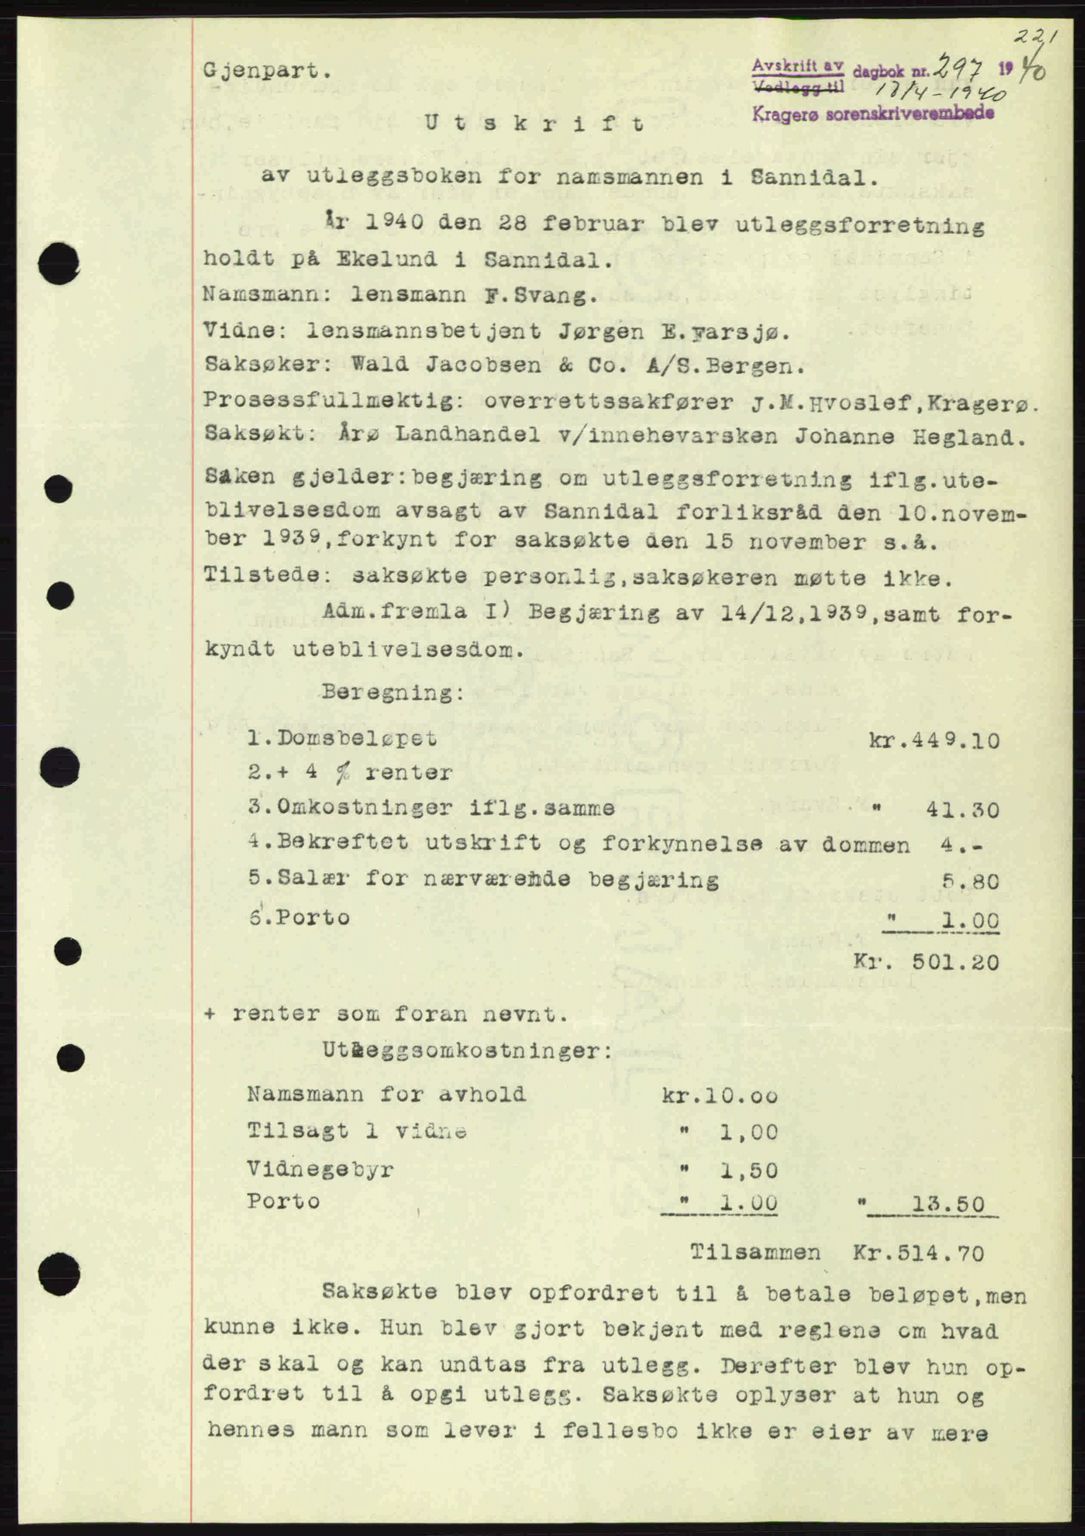 221
Gjenpart.
Avskrift av
Vedlegg til
dagbok nr. 297 1940
18/4-1940
Kragerø sorenskriverembede
Utskrift
av utleggsboken for namsmannen i Sannidal.
År 1940 den 28 februar blev utleggsforretning
holdt på Ekelund i Sannidal.
Namsmann: lensmann F.Svang.
Vidne: lensmannsbetjent Jørgen E.Farsjø.
Saksøker: Wald Jacobsen & Co. A/S.Bergen.
Prosessfullmektig: overrettssakfører J.M.Hvoslef,Kragerø.
Saksøkt: Årø Landhandel v/innehevarsken Johanne Hegland.
Saken gjelder:begjæring om utleggsforretning iflg.ute-
blivelsesdom avsagt av Sannidal forliksråd den 10.novem-
ber 1939,forkynt for saksøkte den 15 november s.å.
Tilstede: saksøkte personlig,saksøkeren møtte ikke.
Adm.fremla I) Begjæring av 14/12,1939,samt for-
kyndt uteblivelsesdom.
Beregning:
1.Domsbeløpet kr.449.10
2.+ 4 % renter
3.Omkostninger iflg.samme " 41.30
4.Bekreftet utskrift og forkynnelse av dommen 4.-
5.Salær for nærværende begjæring 5.80
6.Porto " 1.00
Kr. 501.20
+ renter som foran nevnt.
Utleggsomkostninger:
Namsmann for avhold kr.10.00
Tilsagt 1 vidne " 1,00
Vidnegebyr " 1,50
Porto " 1.00 " 13.50
Tilsammen Kr.514.70
Saksøkte blev opfordret til å betale beløpet,men
kunne ikke. Hun blev gjort bekjent med reglene om hvad
der skal og kan undtas fra utlegg. Derefter blev hun op-
fordret til å opgi utlegg. Saksøkte oplyser at hun og
hennes mann som lever i fellesbo ikke er eier av mere